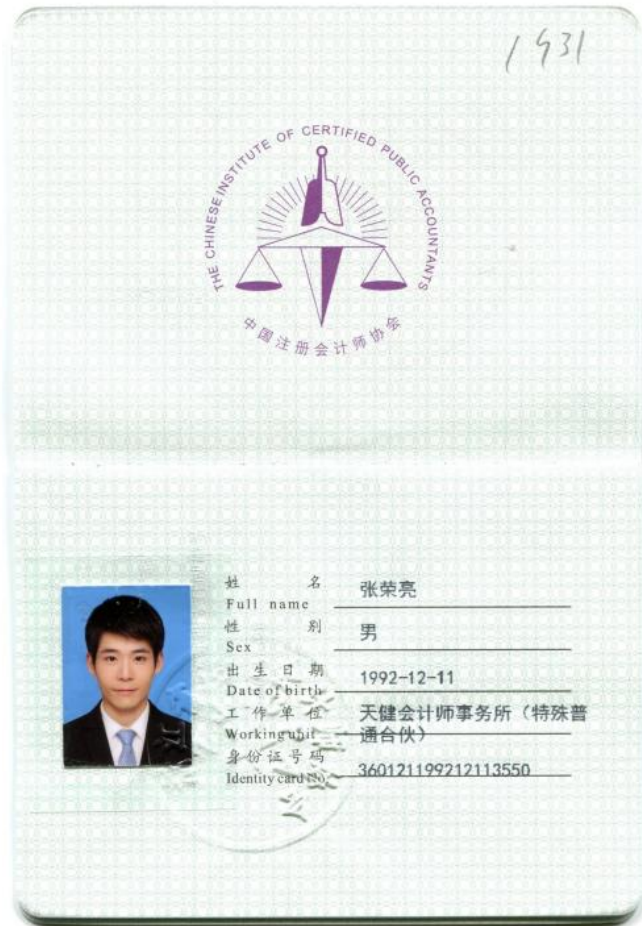 1931
THE CHINESE INSTITUTE OF CERTIFIED PUBLIC ACCOUNTANTS
中国注册会计师协会
姓 名 张荣亮
Full name
性 别 男
Sex
出生日期 1992-12-11
Date of birth
工作单位 天健会计师事务所（特殊普
Working unit 通合伙）
身份证号码 360121199212113550
Identity card No.